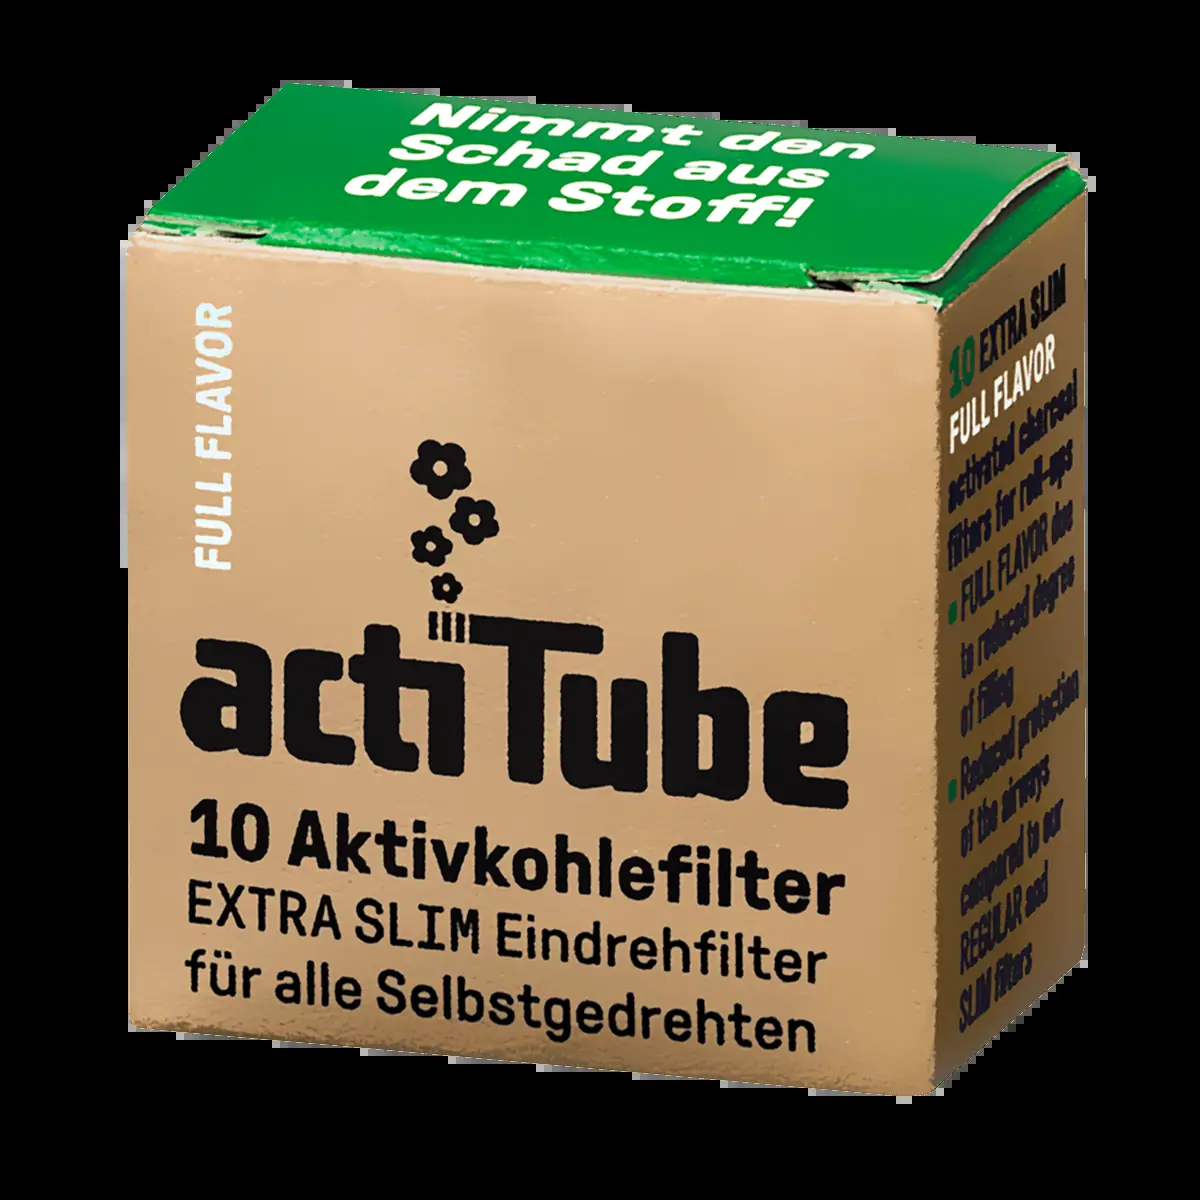 Nimmt den
Schad aus
dem Stoff!
FULL FLAVOR
actiTube
10 Aktivkohlefilter
EXTRA SLIM Eindrehfilter
für alle Selbstgedrehten
10 EXTRA SLIM
FULL FLAVOR
activated charcoal
filters for roll-ups
FULL FLAVOR due
to reduced degree
of filling
Reduced protection
of the airways
compared to our
REGULAR and
SLIM filters